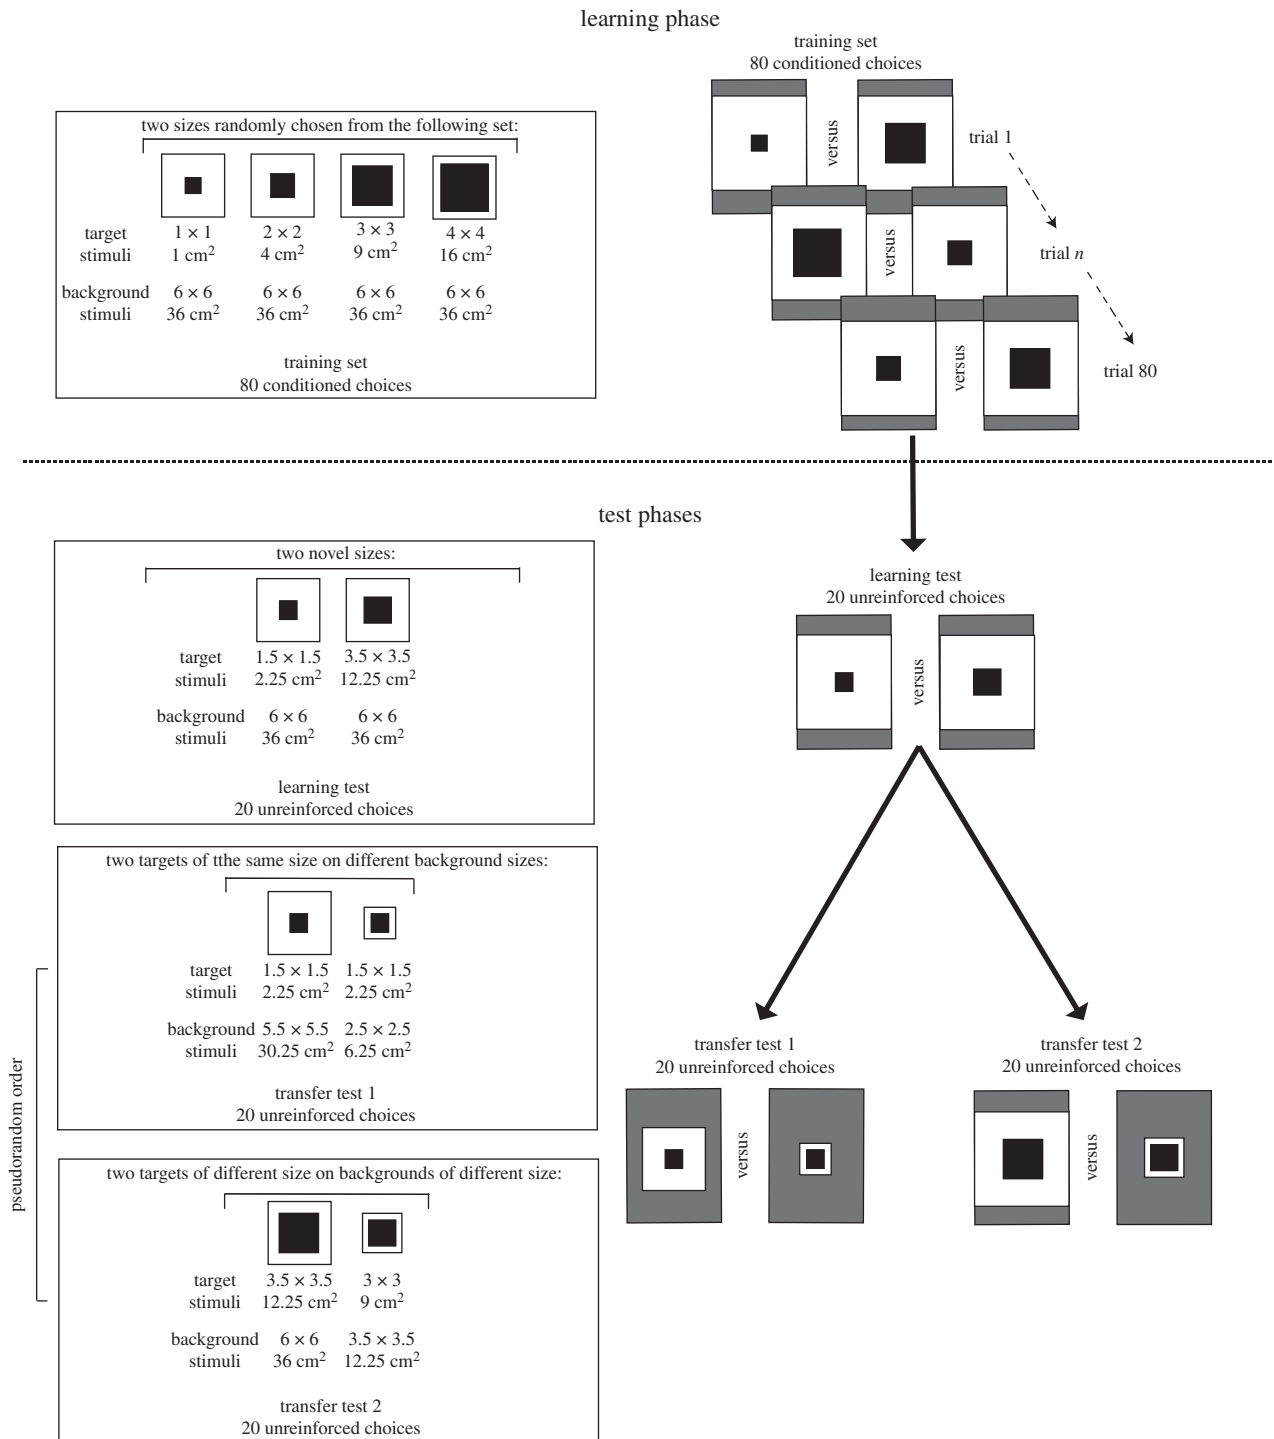 learning phase
training set
80 conditioned choices
two sizes randomly chosen from the following set:
target 1 × 1 2 × 2 3 × 3 4 × 4
stimuli 1 cm² 4 cm² 9 cm² 16 cm²
background 6 × 6 6 × 6 6 × 6 6 × 6
stimuli 36 cm² 36 cm² 36 cm² 36 cm²
training set
80 conditioned choices
versus
trial 1
versus
trial n
versus
trial 80
test phases
two novel sizes:
target 1.5 × 1.5 3.5 × 3.5
stimuli 2.25 cm² 12.25 cm²
background 6 × 6 6 × 6
stimuli 36 cm² 36 cm²
learning test
20 unreinforced choices
learning test
20 unreinforced choices
versus
pseudorandom order
two targets of tthe same size on different background sizes:
target 1.5 × 1.5 1.5 × 1.5
stimuli 2.25 cm² 2.25 cm²
background 5.5 × 5.5 2.5 × 2.5
stimuli 30.25 cm² 6.25 cm²
transfer test 1
20 unreinforced choices
two targets of different size on backgrounds of different size:
target 3.5 × 3.5 3 × 3
stimuli 12.25 cm² 9 cm²
background 6 × 6 3.5 × 3.5
stimuli 36 cm² 12.25 cm²
transfer test 2
20 unreinforced choices
transfer test 1
20 unreinforced choices
versus
transfer test 2
20 unreinforced choices
versus